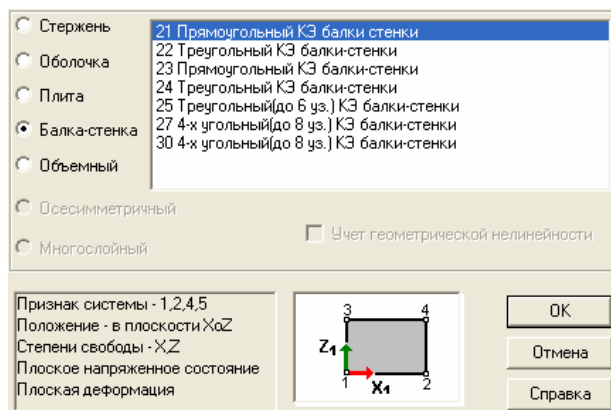 Стержень
Оболочка
Плита
Балка-стенка
Объемный
Осесимметричный
Многослойный
21 Прямоугольный КЭ балки стенки
22 Треугольный КЭ балки-стенки
23 Прямоугольный КЭ балки-стенки
24 Треугольный КЭ балки-стенки
25 Треугольный(до 6 уз.) КЭ балки-стенки
27 4-х угольный(до 8 уз.) КЭ балки-стенки
30 4-х угольный(до 8 уз.) КЭ балки-стенки
Учет геометрической нелинейности
Признак системы - 1,2,4,5
Положение - в плоскости XoZ
Степени свободы - X,Z
Плоское напряженное состояние
Плоская деформация
3 4
Z1
1 X1 2
OK
Отмена
Справка